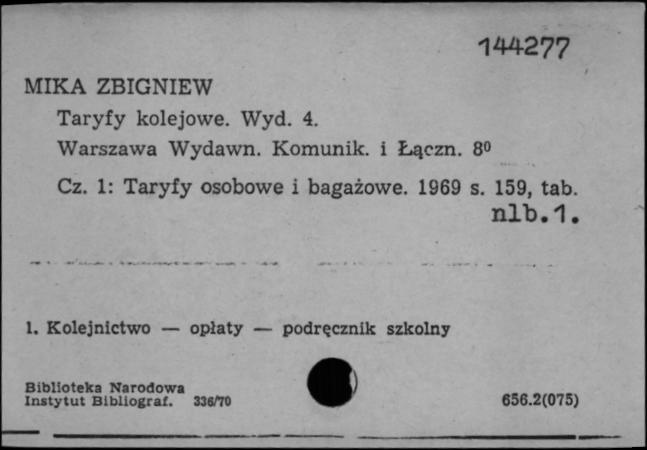 144277
MIKA ZBIGNIEW
Taryfy kolejowe. Wyd. 4.
Warszawa Wydawn. Komunik. i Łączn. 8⁰
Cz. 1: Taryfy osobowe i bagażowe. 1969 s. 159, tab.
nlb.1.
1. Kolejnictwo — opłaty — podręcznik szkolny
Biblioteka Narodowa
Instytut Bibliograf. 336/70
656.2(075)